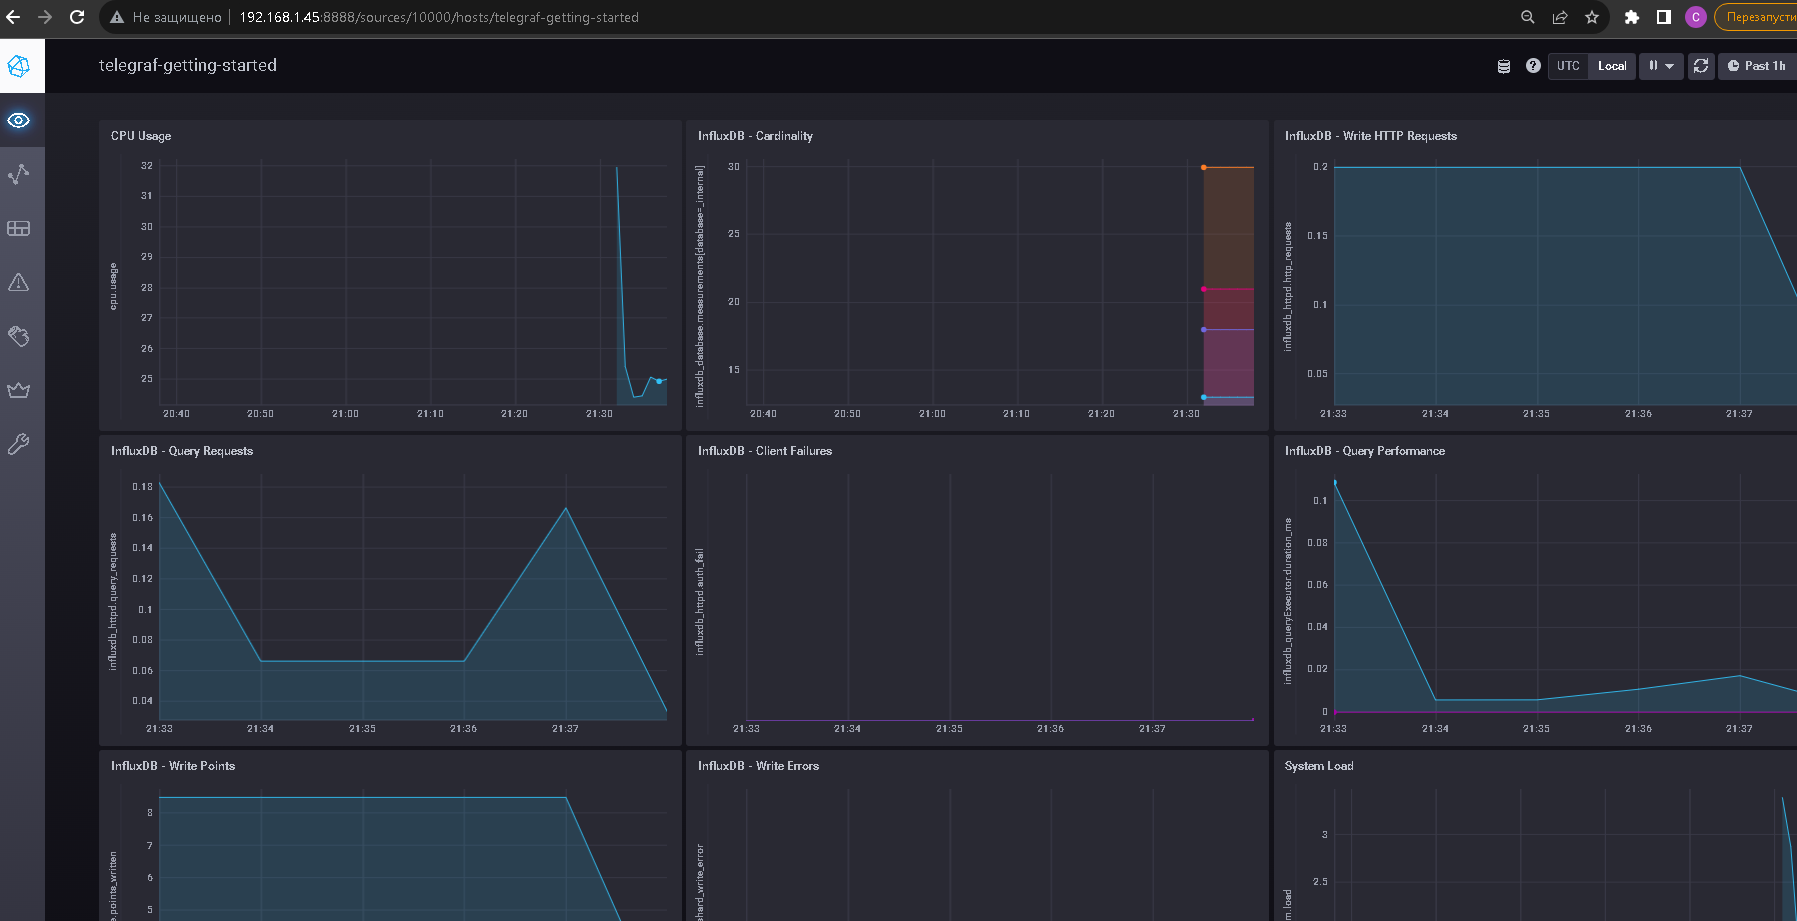 Не защищено 192.168.1.45:8888/sources/10000/hosts/telegraf-getting-started
C
Перезапусти
telegraf-getting-started
UTC Local Past 1h
CPU Usage
cpu.usage
32
31
30
29
28
27
26
25
20:40 20:50 21:00 21:10 21:20 21:30
InfluxDB - Cardinality
influxdb_database.measurements[database=_internal]
30
25
20
15
20:40 20:50 21:00 21:10 21:20 21:30
InfluxDB - Write HTTP Requests
influxdb_httpd.http_requests
0.2
0.15
0.1
0.05
21:33 21:34 21:35 21:36 21:37
InfluxDB - Query Requests
influxdb_httpd.query_requests
0.18
0.16
0.14
0.12
0.1
0.08
0.06
0.04
21:33 21:34 21:35 21:36 21:37
InfluxDB - Client Failures
influxdb_httpd.auth_fail
21:33 21:34 21:35 21:36 21:37
InfluxDB - Query Performance
influxdb_queryExecutor.duration_ms
0.1
0.08
0.06
0.04
0.02
0
21:33 21:34 21:35 21:36 21:37
InfluxDB - Write Points
e.points_written
8
7
6
5
InfluxDB - Write Errors
shard_write_error
System Load
m.load
3
2.5